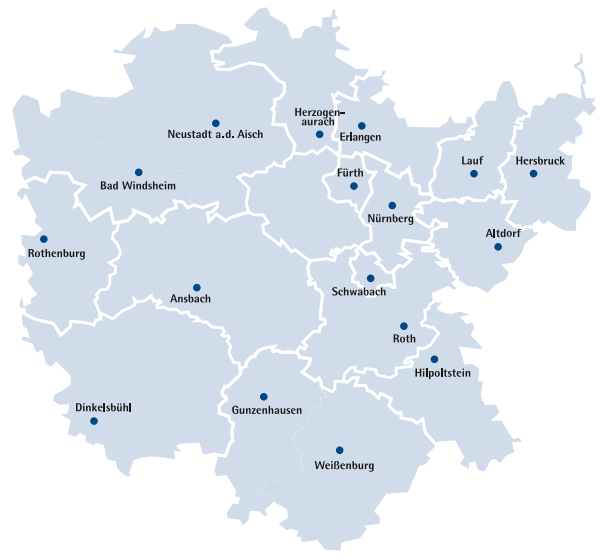 Herzogen-
aurach
Neustadt a.d. Aisch
Erlangen
Lauf
Hersbruck
Fürth
Bad Windsheim
Nürnberg
Altdorf
Rothenburg
Schwabach
Ansbach
Roth
Hilpoltstein
Dinkelsbühl
Gunzenhausen
Weißenburg